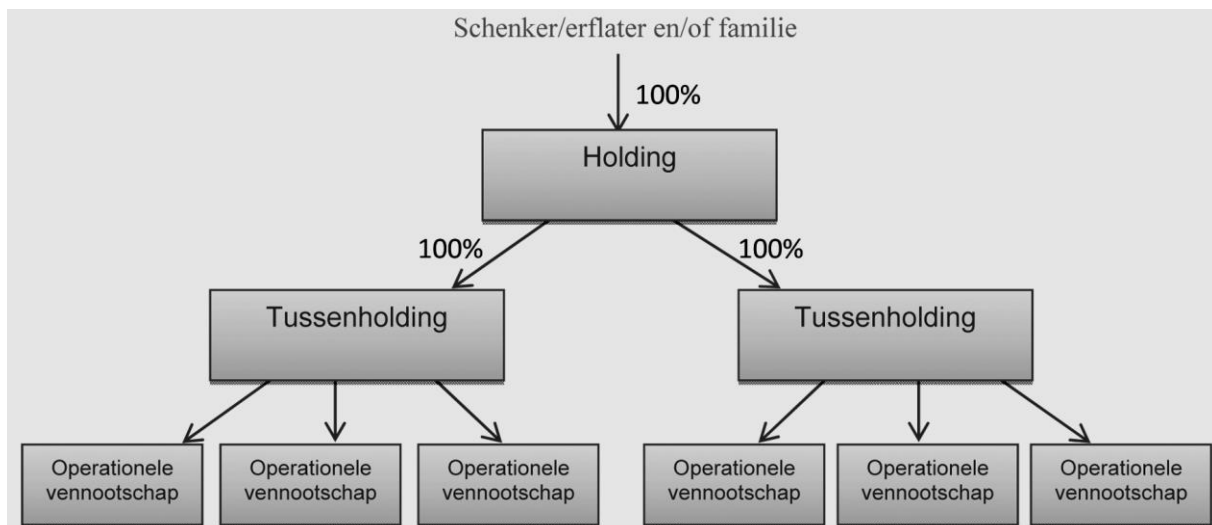 Schenker/erflater en/of familie
100%
Holding
100%
100%
Tussenholding
Tussenholding
Operationele
vennootschap
Operationele
vennootschap
Operationele
vennootschap
Operationele
vennootschap
Operationele
vennootschap
Operationele
vennootschap